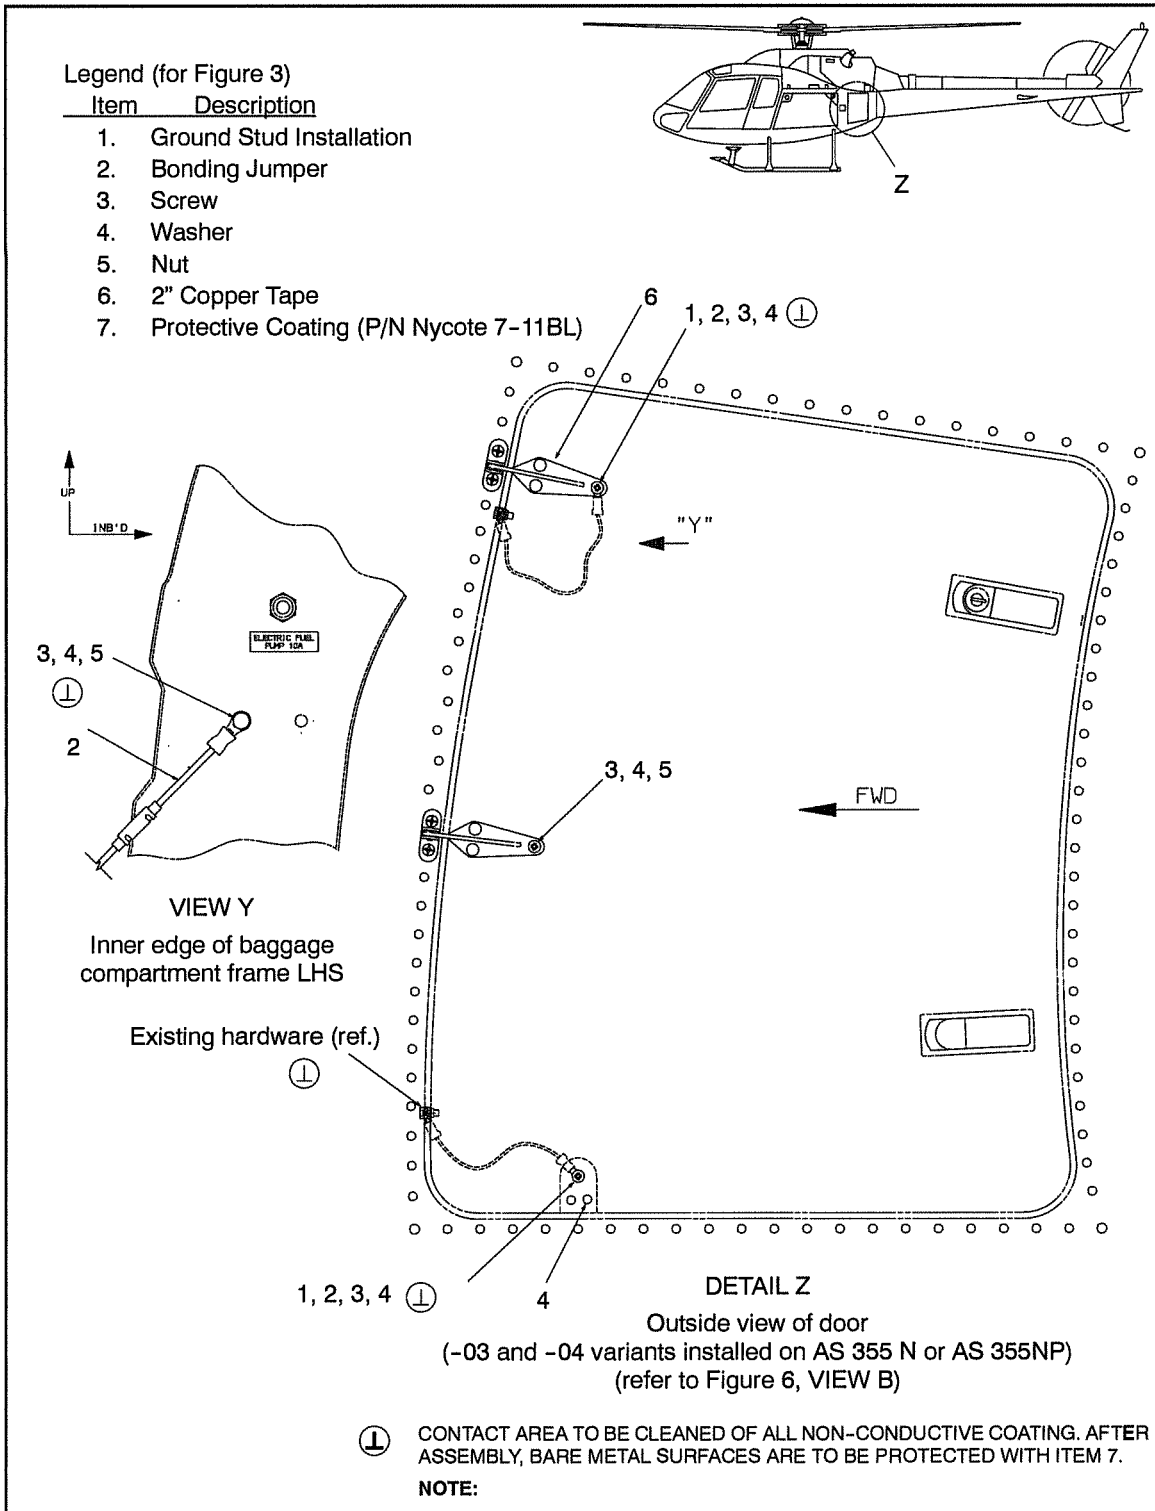 Legend (for Figure 3)
Item Description
1. Ground Stud Installation
2. Bonding Jumper
3. Screw
4. Washer
5. Nut
6. 2" Copper Tape
7. Protective Coating (P/N Nycote 7-11BL)
Z
6
1, 2, 3, 4 ⊥
UP
INB'D
"Y"
ELECTRIC FUEL
PUMP 10A
3, 4, 5
⊥
2
3, 4, 5
FWD
VIEW Y
Inner edge of baggage
compartment frame LHS
Existing hardware (ref.)
⊥
1, 2, 3, 4 ⊥
4
DETAIL Z
Outside view of door
(-03 and -04 variants installed on AS 355 N or AS 355NP)
(refer to Figure 6, VIEW B)
⊥ CONTACT AREA TO BE CLEANED OF ALL NON-CONDUCTIVE COATING. AFTER
ASSEMBLY, BARE METAL SURFACES ARE TO BE PROTECTED WITH ITEM 7.
NOTE: